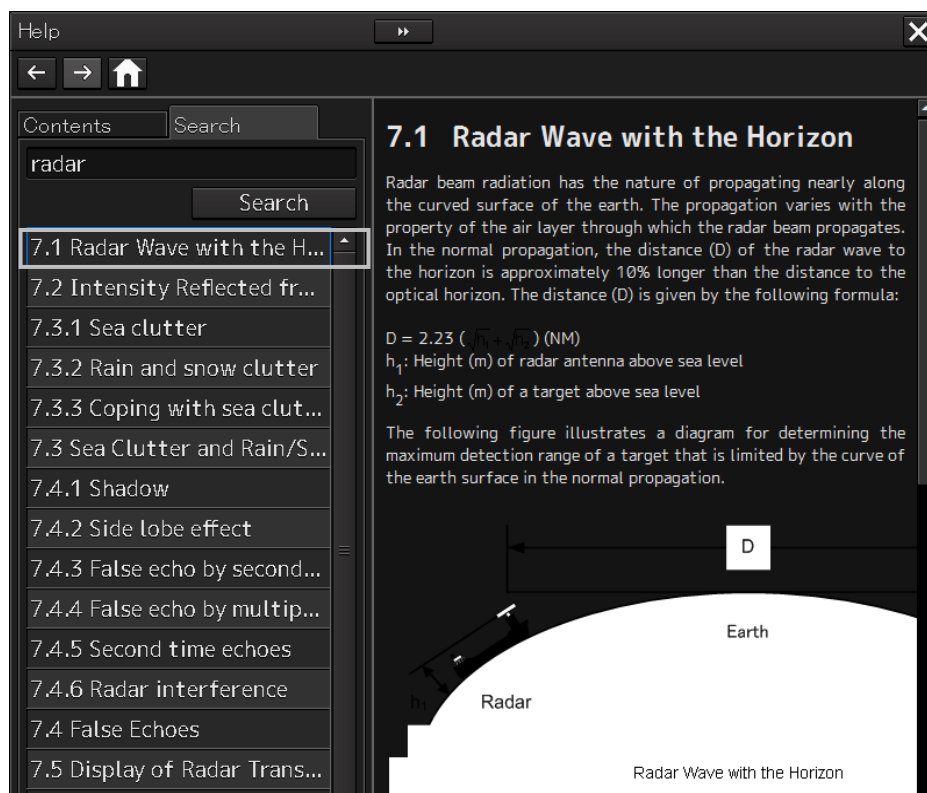 Help
Contents
Search
radar
Search
7.1 Radar Wave with the H...
7.2 Intensity Reflected fr...
7.3.1 Sea clutter
7.3.2 Rain and snow clutter
7.3.3 Coping with sea clut...
7.3 Sea Clutter and Rain/S...
7.4.1 Shadow
7.4.2 Side lobe effect
7.4.3 False echo by second...
7.4.4 False echo by multip...
7.4.5 Second time echoes
7.4.6 Radar interference
7.4 False Echoes
7.5 Display of Radar Trans...
7.1 Radar Wave with the Horizon
Radar beam radiation has the nature of propagating nearly along
the curved surface of the earth. The propagation varies with the
property of the air layer through which the radar beam propagates.
In the normal propagation, the distance (D) of the radar wave to
the horizon is approximately 10% longer than the distance to the
optical horizon. The distance (D) is given by the following formula:
D = 2.23 (√h₁ + √h₂) (NM)
h₁: Height (m) of radar antenna above sea level
h₂: Height (m) of a target above sea level
The following figure illustrates a diagram for determining the
maximum detection range of a target that is limited by the curve of
the earth surface in the normal propagation.
D
Earth
h₁
Radar
Radar Wave with the Horizon